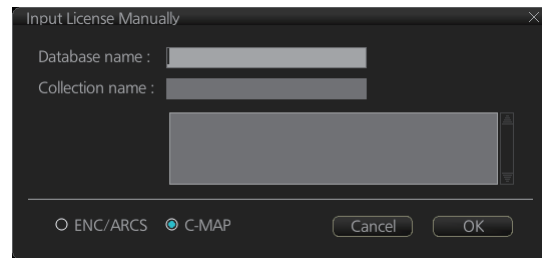 Input License Manually
Database name :
Collection name :
ENC/ARCS C-MAP Cancel OK